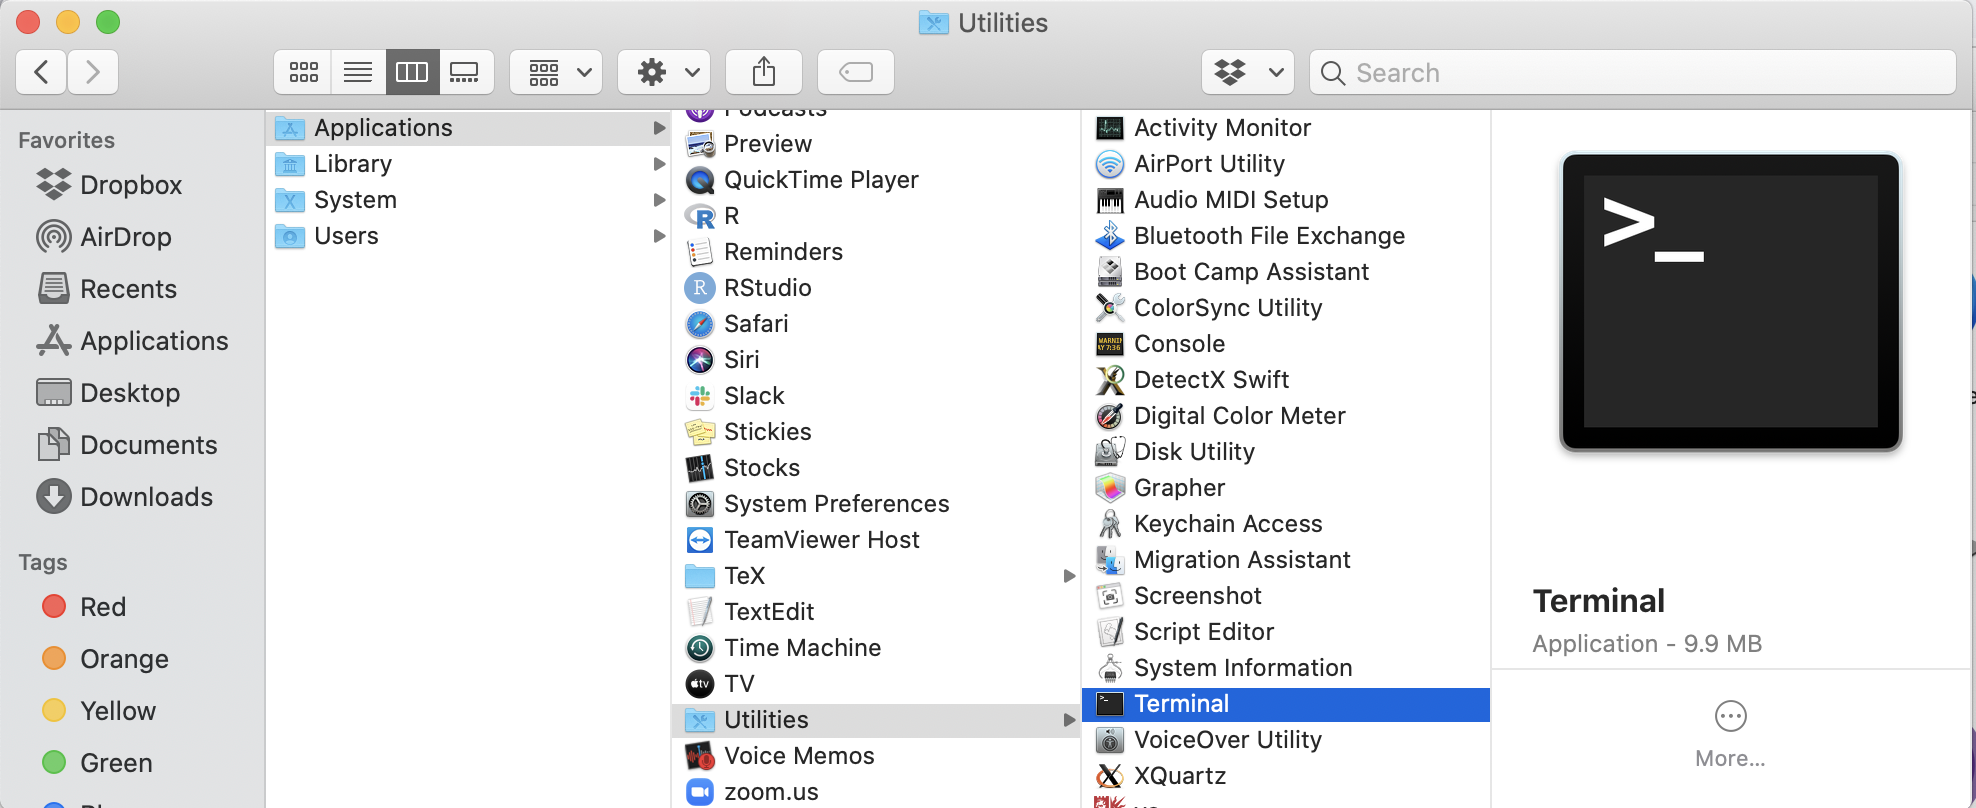 Utilities
Search
Favorites
Dropbox
AirDrop
Recents
Applications
Desktop
Documents
Downloads
Tags
Red
Orange
Yellow
Green
Applications
Library
System
Users
Podcasts
Preview
QuickTime Player
R
Reminders
RStudio
Safari
Siri
Slack
Stickies
Stocks
System Preferences
TeamViewer Host
TeX
TextEdit
Time Machine
TV
Utilities
Voice Memos
zoom.us
Activity Monitor
AirPort Utility
Audio MIDI Setup
Bluetooth File Exchange
Boot Camp Assistant
ColorSync Utility
Console
DetectX Swift
Digital Color Meter
Disk Utility
Grapher
Keychain Access
Migration Assistant
Screenshot
Script Editor
System Information
Terminal
VoiceOver Utility
XQuartz
>_
Terminal
Application - 9.9 MB
More...